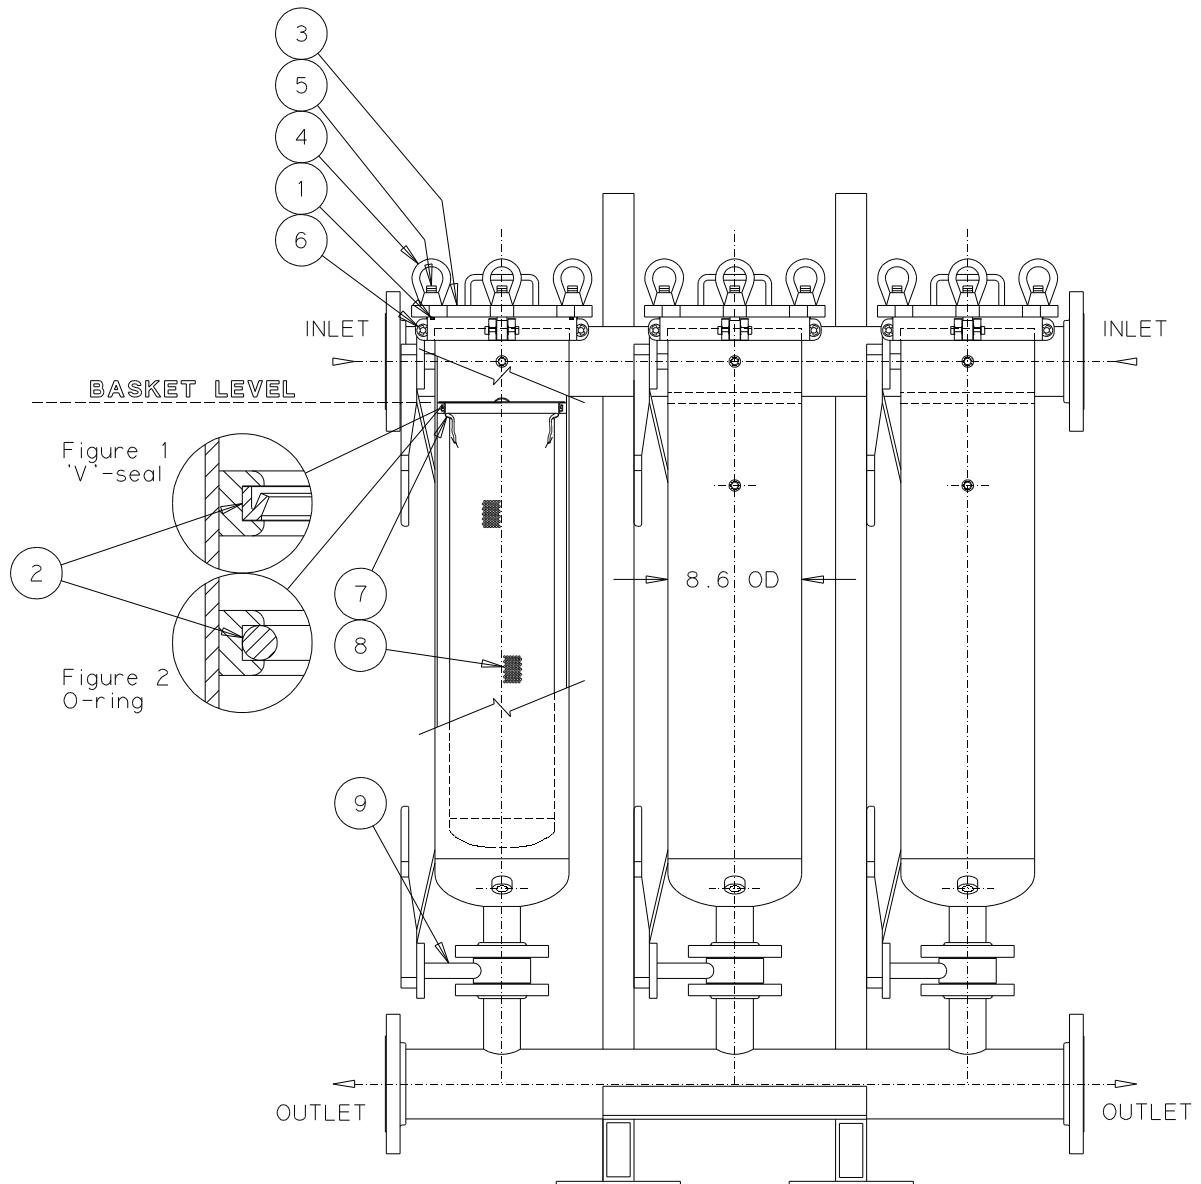 3
5
4
1
6
INLET
INLET
BASKET LEVEL
Figure 1
'V'-seal
2
7
8.6 OD
8
Figure 2
O-ring
9
OUTLET
OUTLET